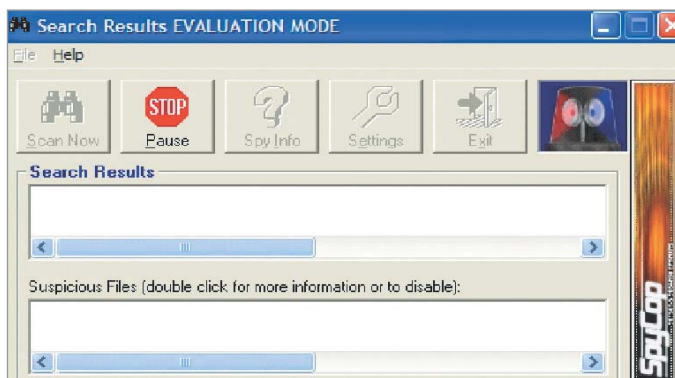 Search Results EVALUATION MODE
File Help
STOP
Scan Now Pause Spy Info Settings Exit
Search Results
Suspicious Files (double click for more information or to disable):
SpyCop